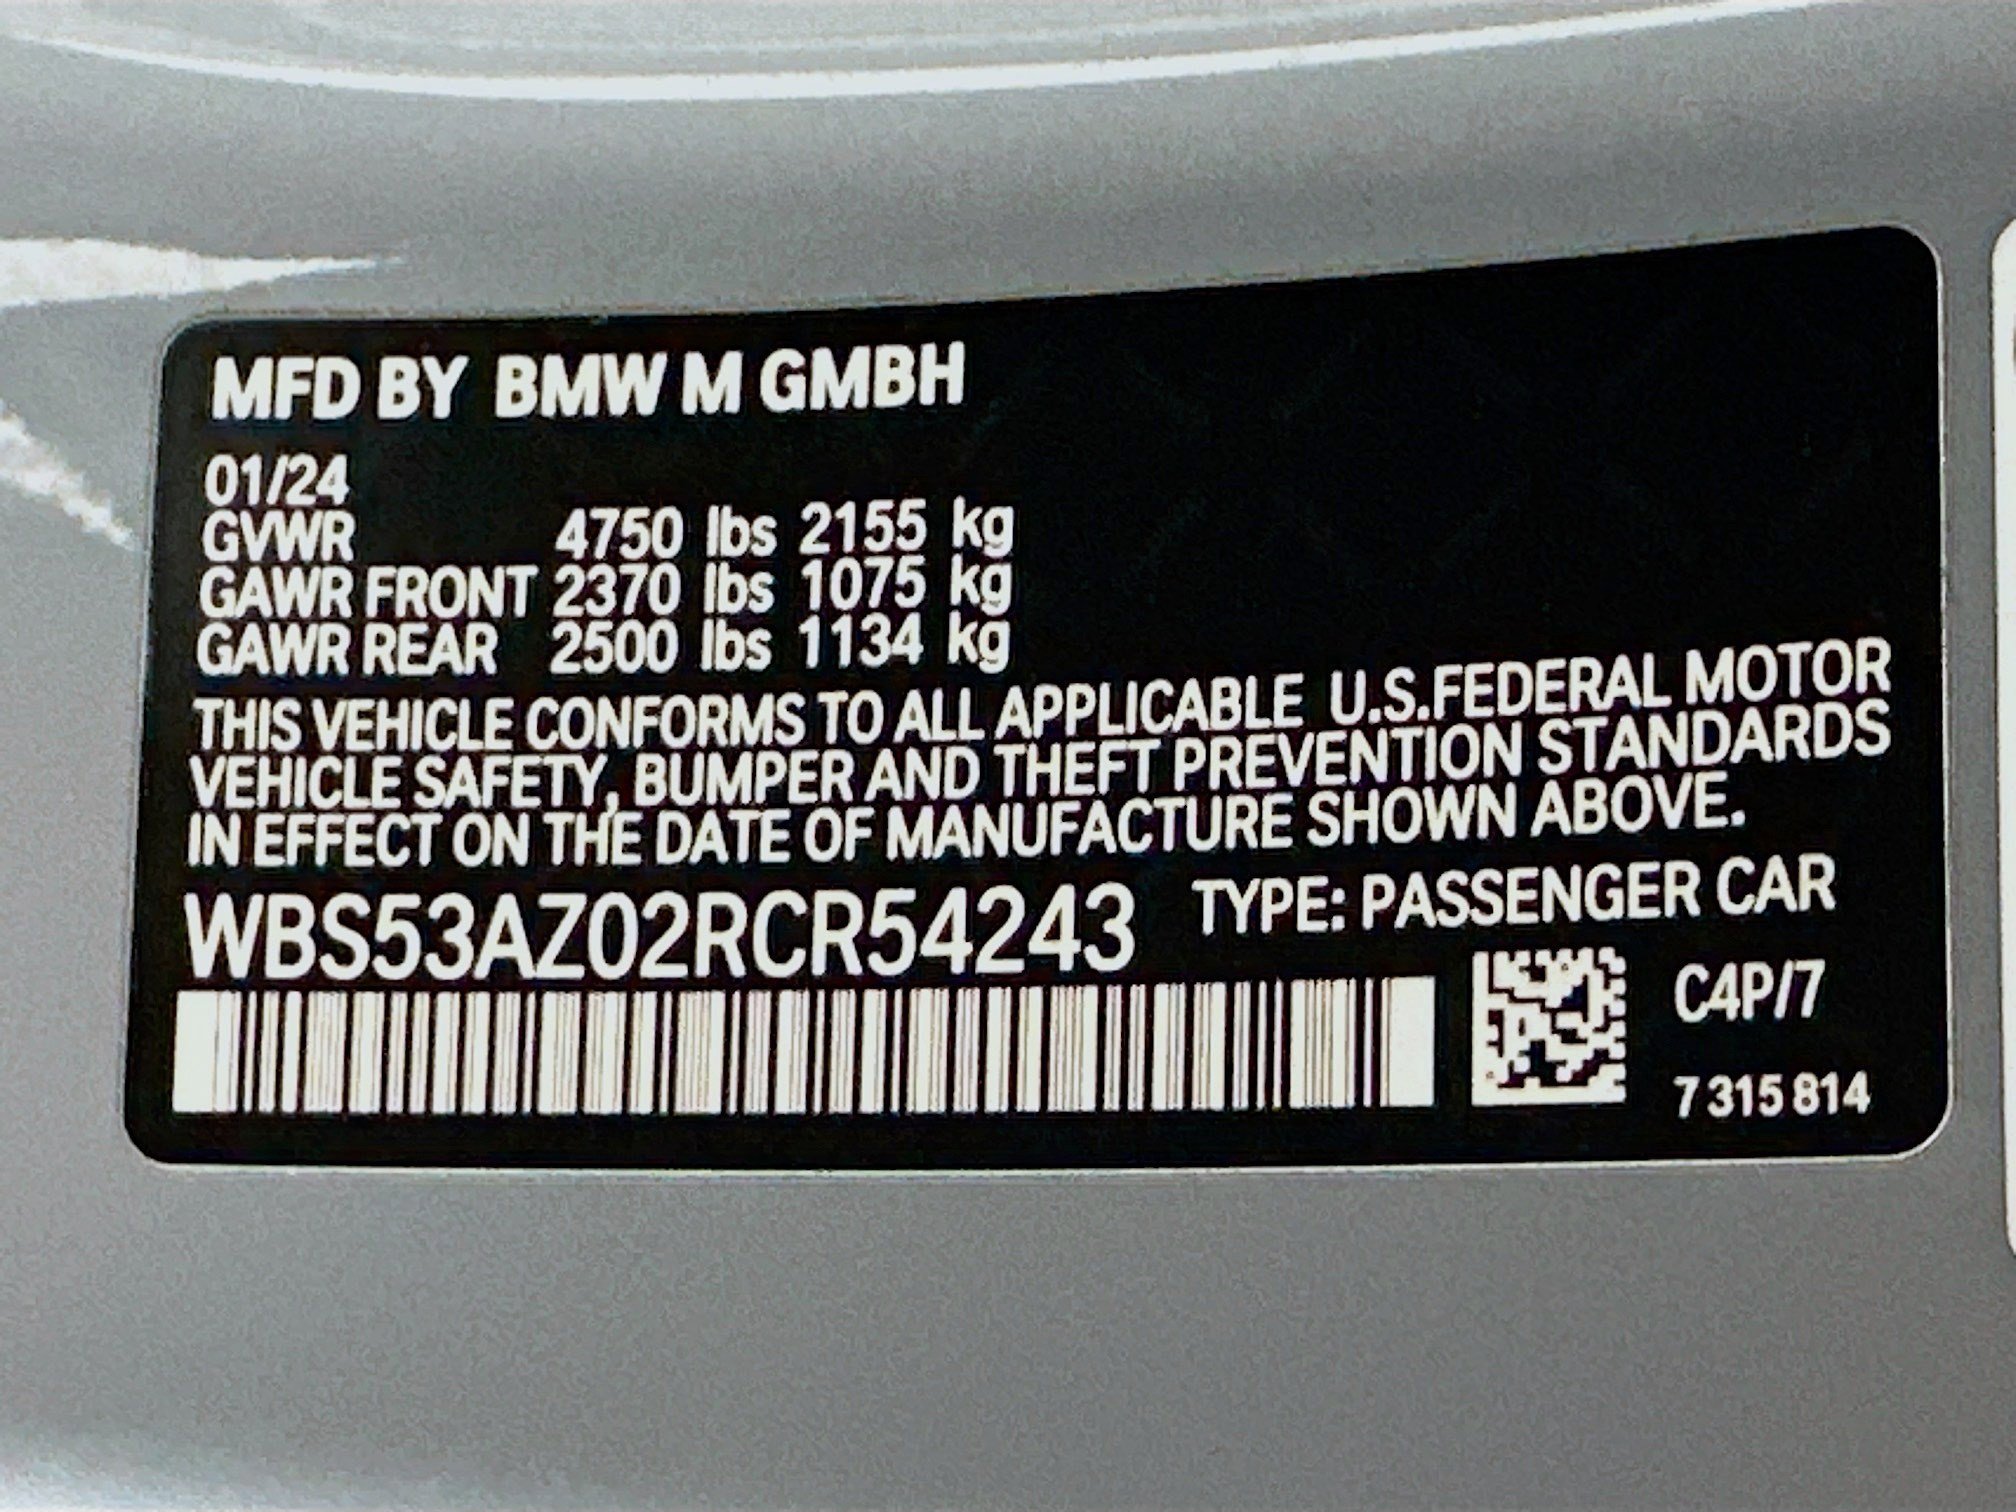 MFD BY BMW M GMBH
01/24
GVWR 4750 lbs 2155 kg
GAWR FRONT 2370 lbs 1075 kg
GAWR REAR 2500 lbs 1134 kg
THIS VEHICLE CONFORMS TO ALL APPLICABLE U.S.FEDERAL MOTOR
VEHICLE SAFETY, BUMPER AND THEFT PREVENTION STANDARDS
IN EFFECT ON THE DATE OF MANUFACTURE SHOWN ABOVE.
WBS53AZ02RCR54243 TYPE: PASSENGER CAR
C4P/7
7 315 814